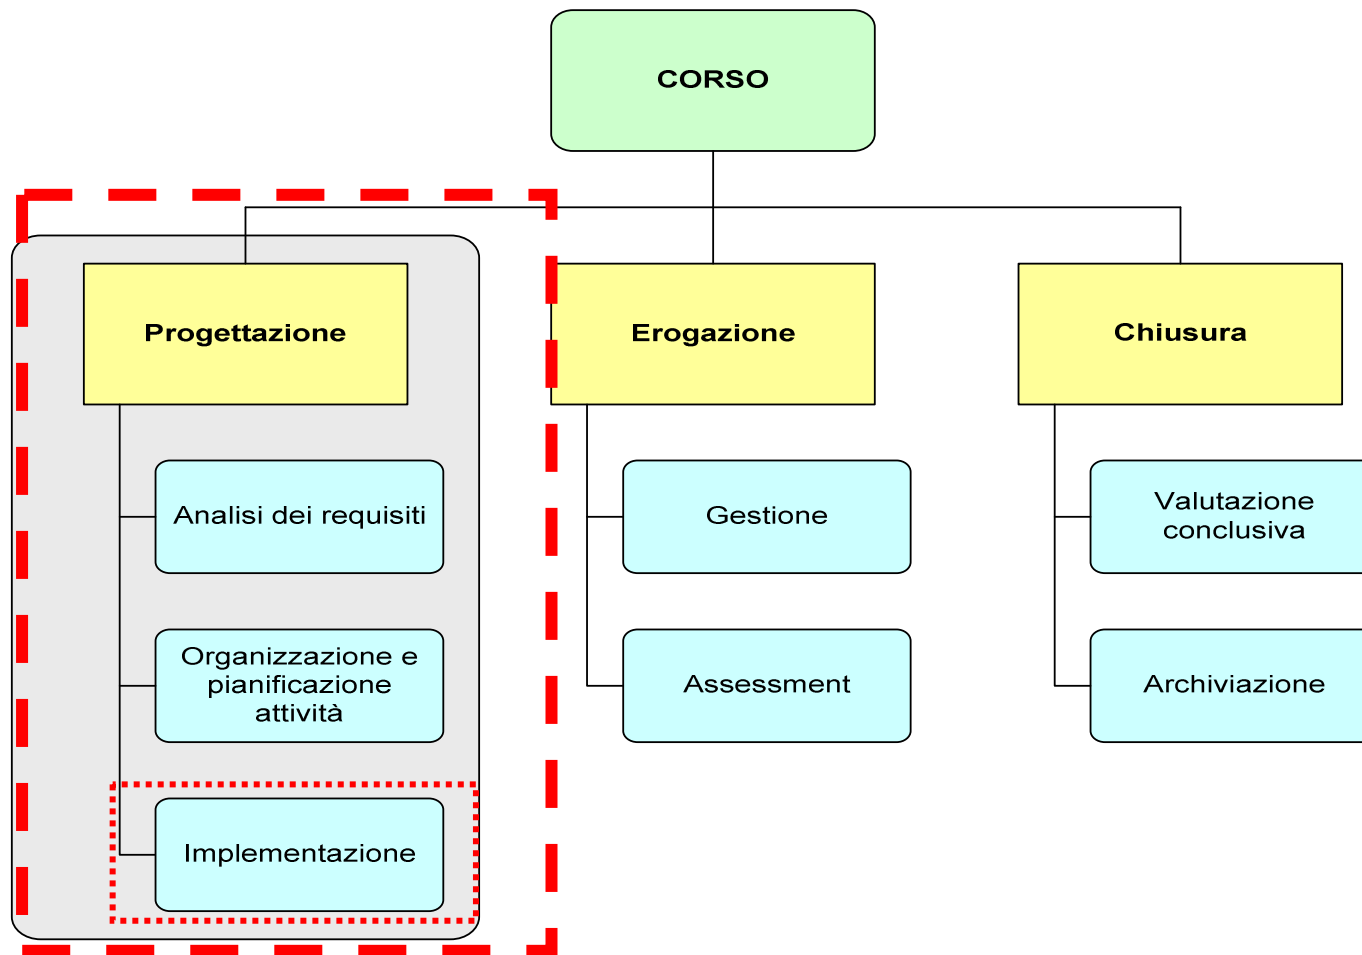 CORSO
Progettazione
Erogazione
Chiusura
Analisi dei requisiti
Gestione
Valutazione
conclusiva
Organizzazione e
pianificazione
attività
Assessment
Archiviazione
Implementazione